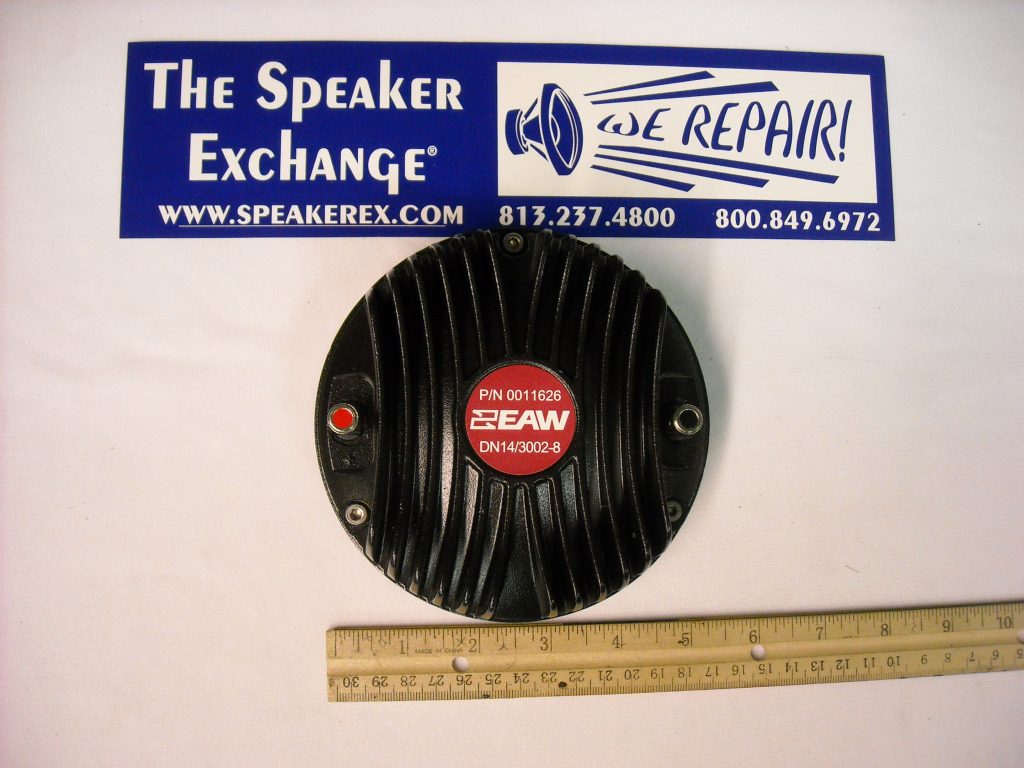 The Speaker
Exchange®
WE REPAIR!
WWW.SPEAKEREX.COM 813.237.4800 800.849.6972
P/N 0011626
EAW
DN14/3002-8
1 2 3 4 5 6 7 8 9 10
MADE IN CHINA
30 29 28 27 26 25 24 23 22 21 20 19 18 17 16 15 14 13 12 11 10 9 8 7 6 5